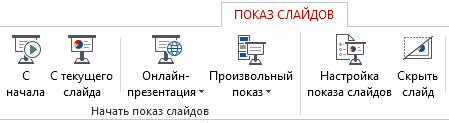 ПОКАЗ СЛАЙДОВ
С начала
С текущего слайда
Онлайн-презентация
Произвольный показ
Настройка показа слайдов
Скрыть слайд
Начать показ слайдов